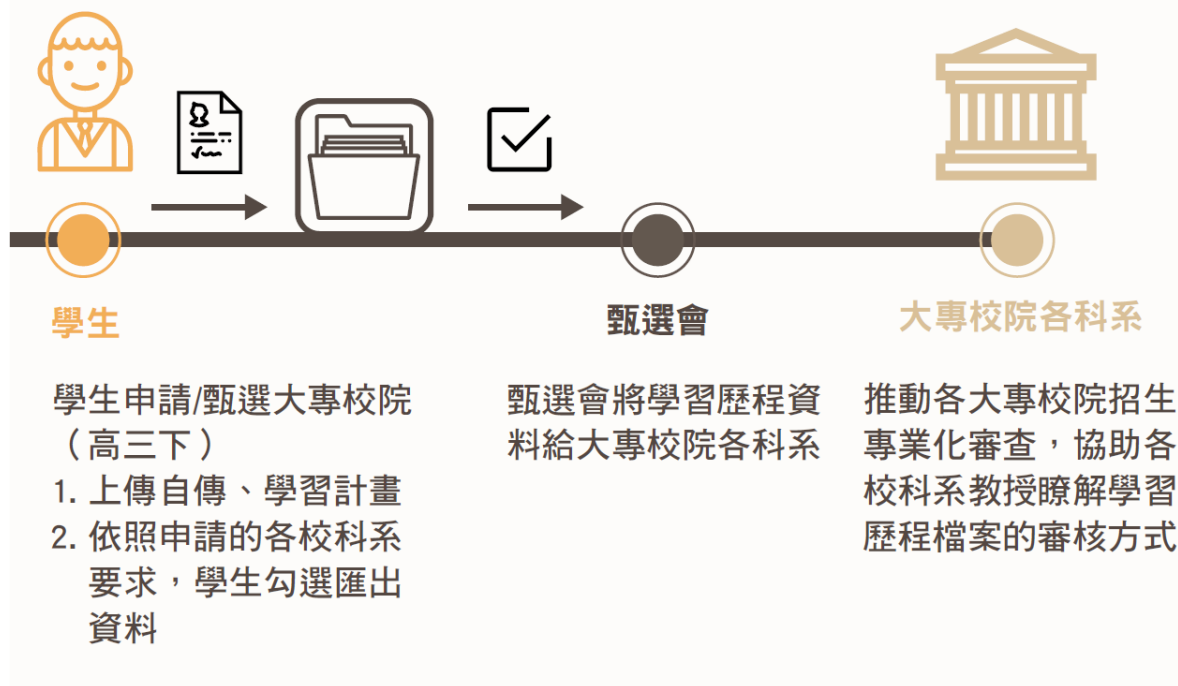 學生
學生申請/甄選大專校院
（高三下）
1. 上傳自傳、學習計畫
2. 依照申請的各校科系
要求，學生勾選匯出
資料
甄選會
甄選會將學習歷程資
料給大專校院各科系
大專校院各科系
推動各大專校院招生
專業化審查，協助各
校科系教授瞭解學習
歷程檔案的審核方式